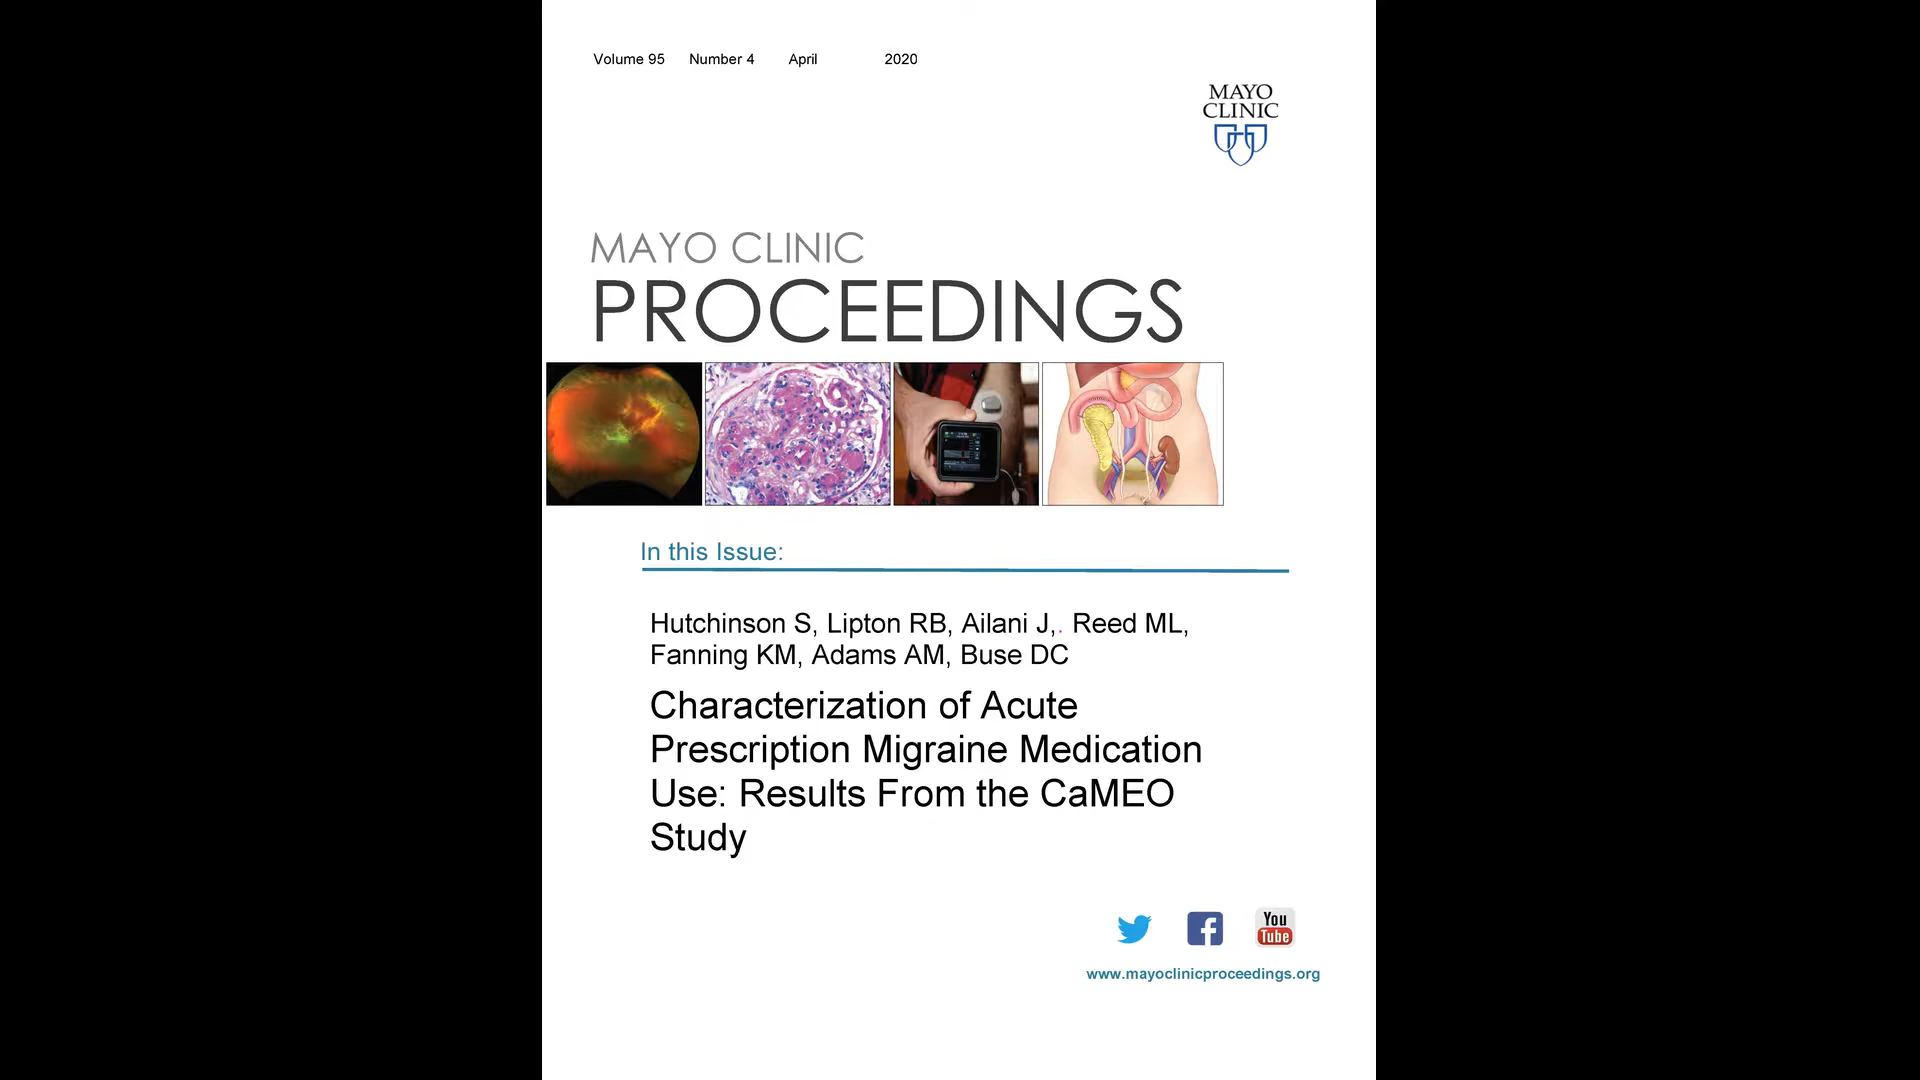 Volume 95 Number 4 April 2020
MAYO
CLINIC
MAYO CLINIC
PROCEEDINGS
In this Issue:
Hutchinson S, Lipton RB, Ailani J,. Reed ML,
Fanning KM, Adams AM, Buse DC
Characterization of Acute
Prescription Migraine Medication
Use: Results From the CaMEO
Study
You
Tube
www.mayoclinicproceedings.org